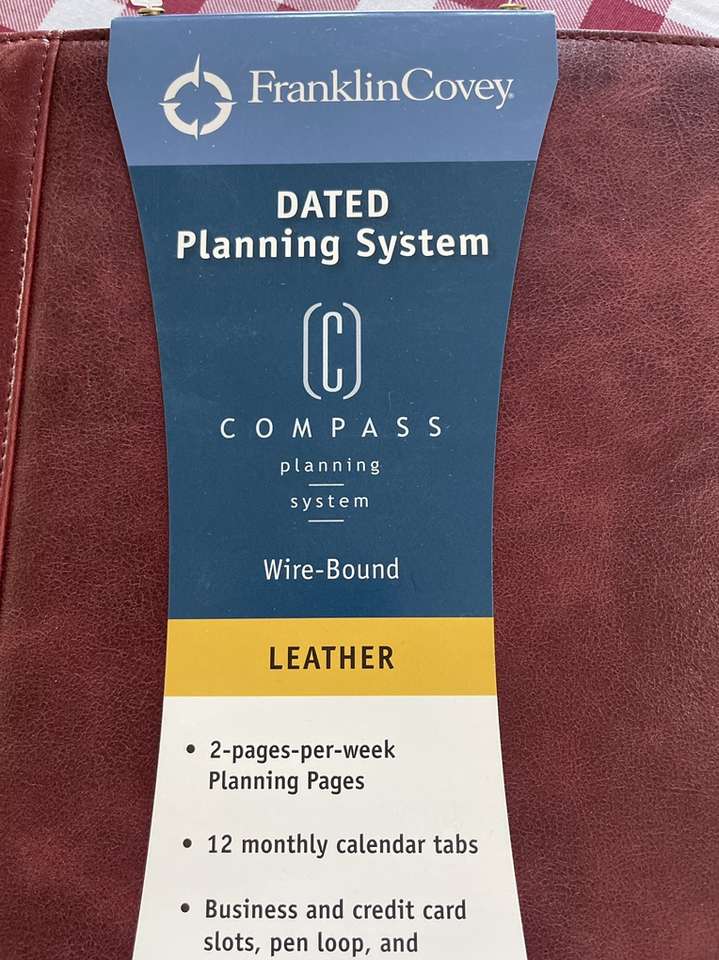 FranklinCovey
DATED
Planning System
C
COMPASS
planning
system
Wire-Bound
LEATHER
• 2-pages-per-week
Planning Pages
• 12 monthly calendar tabs
• Business and credit card
slots, pen loop, and